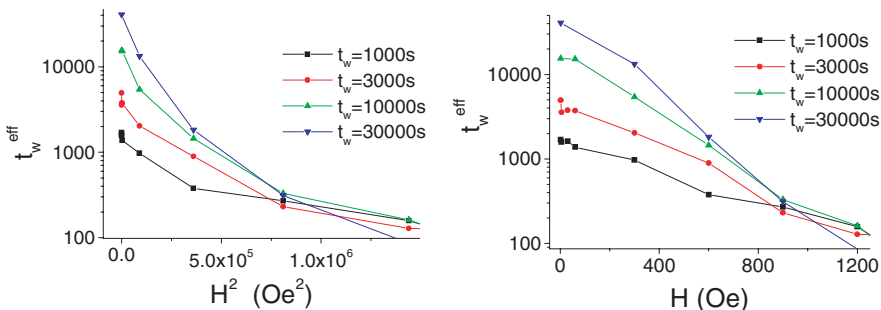 t_w^eff
10000
1000
100
t_w=1000s
t_w=3000s
t_w=10000s
t_w=30000s
0.0
5.0x10^5
1.0x10^6
H^2 (Oe^2)
t_w^eff
10000
1000
100
t_w=1000s
t_w=3000s
t_w=10000s
t_w=30000s
0
400
800
1200
H (Oe)